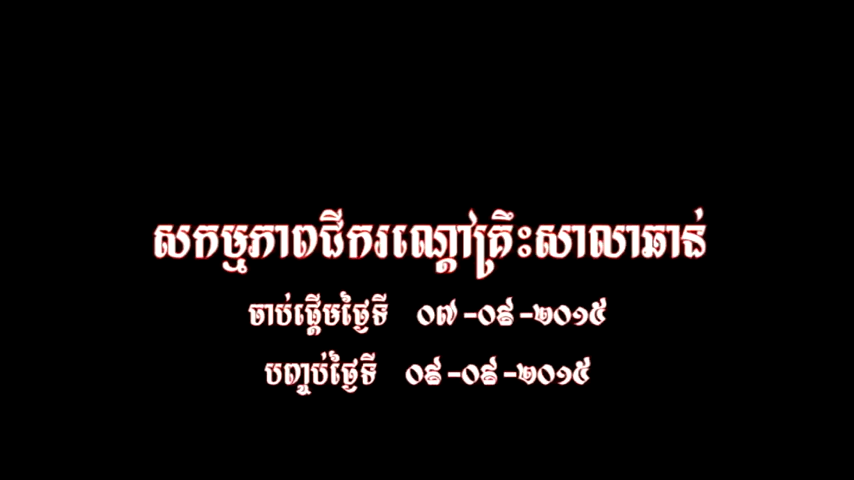 សកម្មភាពជីករណ្តៅគ្រឹះសាលាឆាន់
ចាប់ផ្តើមថ្ងៃទី ០៧-០៩-២០១៥
បញ្ចប់ថ្ងៃទី ០៩-០៩-២០១៥